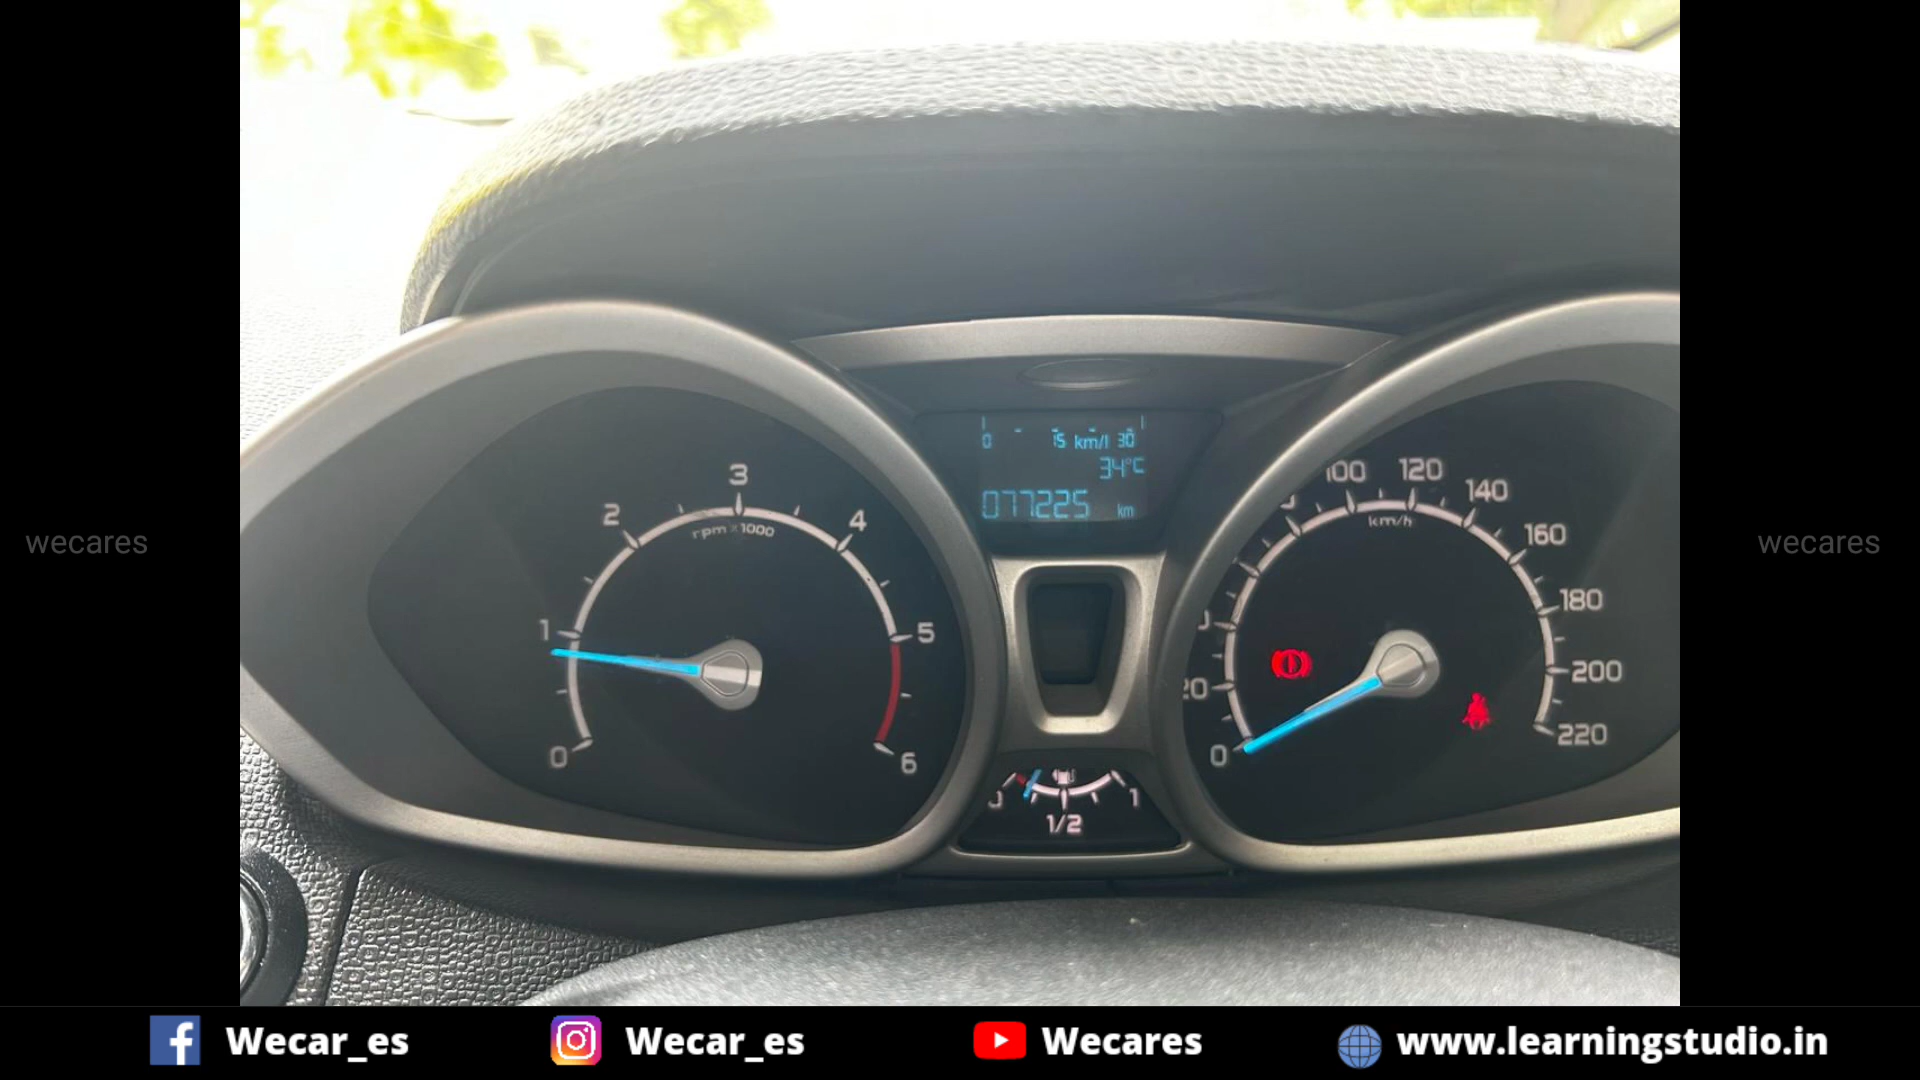 0 15 km/l 30
34°C
077225 km
0 1 2 3 4 5 6
rpm x 1000
0 20 100 120 140 160 180 200 220
km/h
1/2 1
wecares
wecares
Wecar_es Wecar_es Wecares www.learningstudio.in